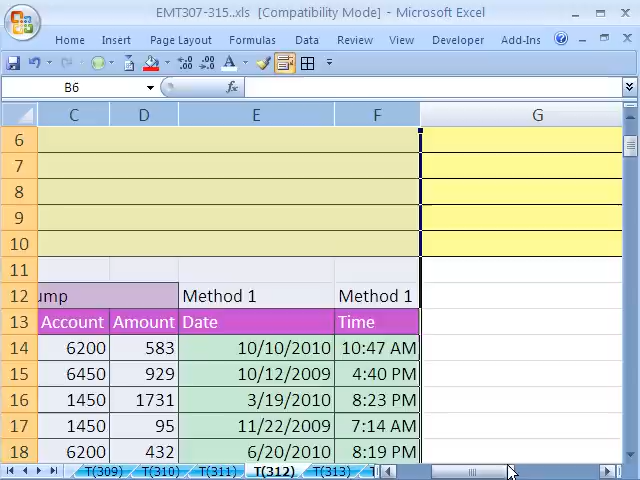 EMT307-315..xls [Compatibility Mode] - Microsoft Excel
Home Insert Page Layout Formulas Data Review View Developer Add-Ins
B6 fx
C D E F G
6
7
8
9
10
11
12 ump Method 1 Method 1
13 Account Amount Date Time
14 6200 583 10/10/2010 10:47 AM
15 6450 929 10/12/2009 4:40 PM
16 1450 1731 3/19/2010 8:23 PM
17 1450 95 11/22/2009 7:14 AM
18 6200 432 6/20/2010 8:19 PM
T(309) T(310) T(311) T(312) T(313)